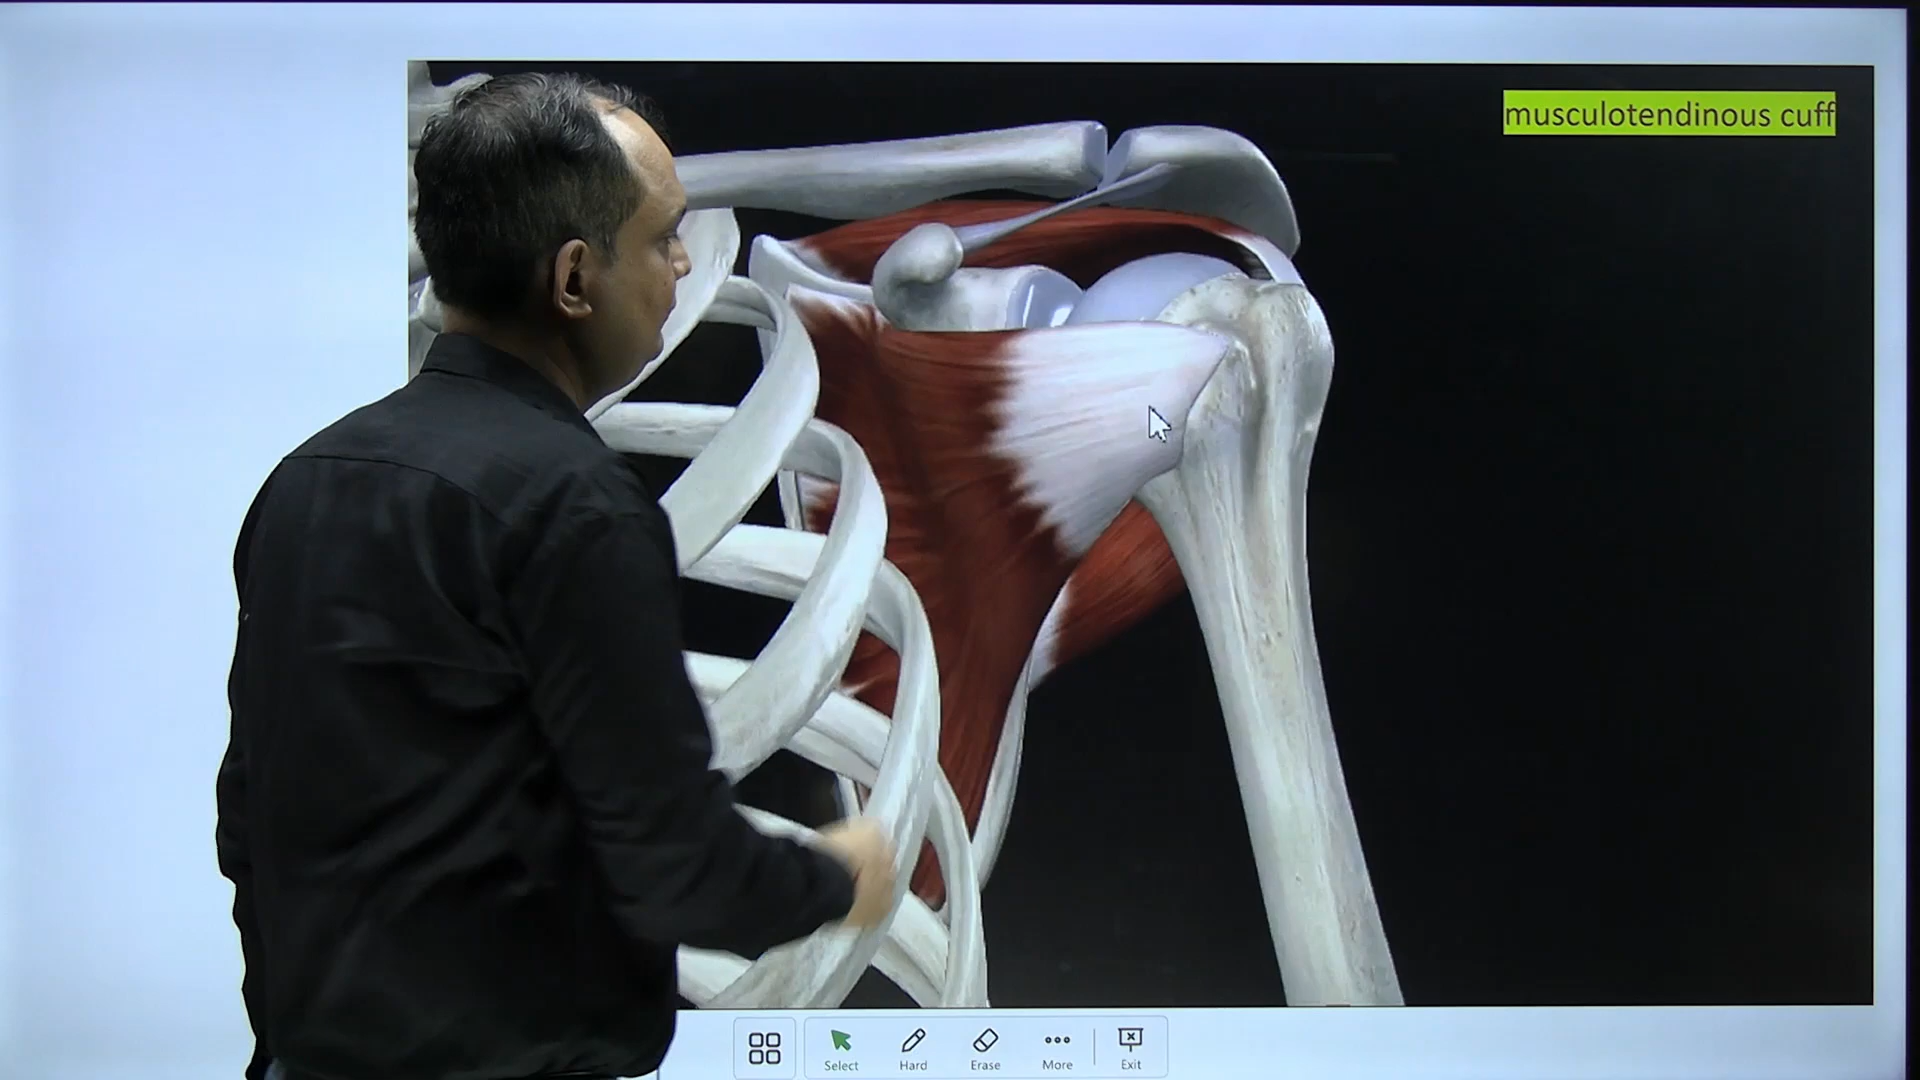 musculotendinous cuff
Select
Hard
Erase
More
Exit